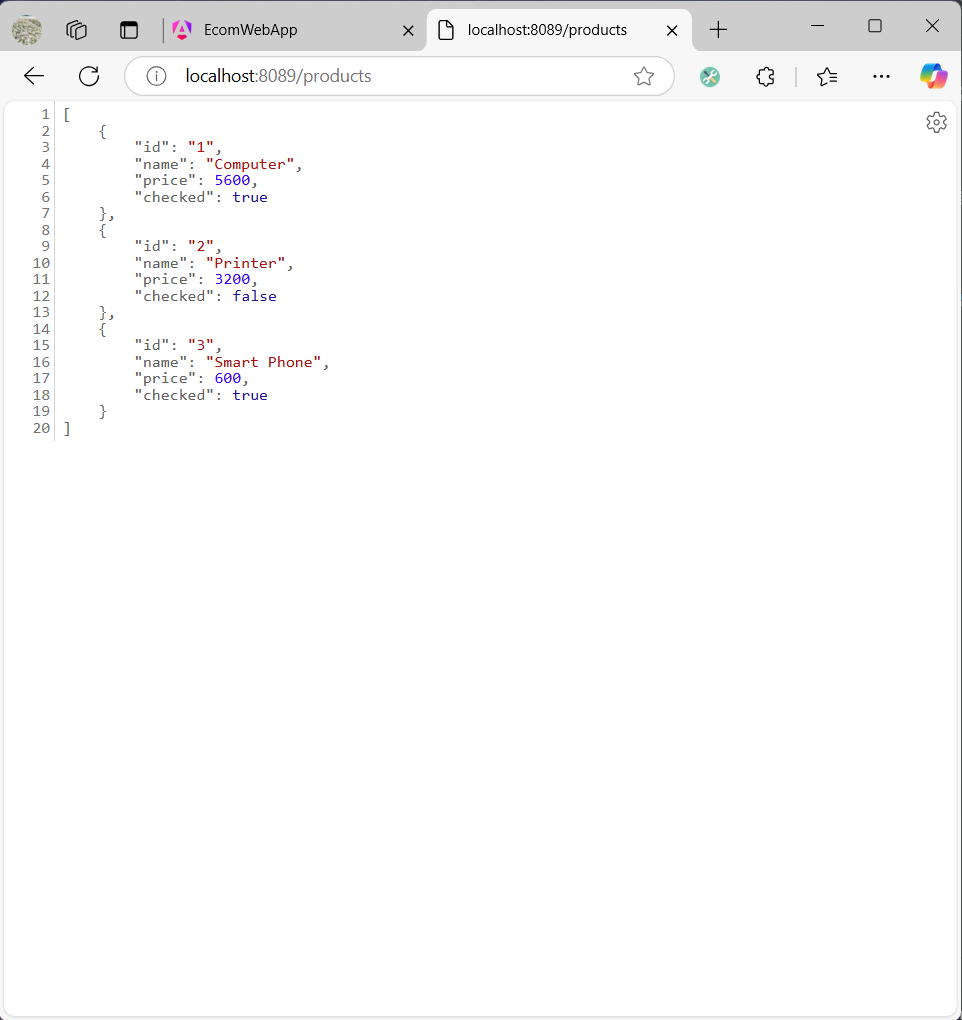 EcomWebApp
localhost:8089/products
localhost:8089/products
1 [
2     {
3         "id": "1",
4         "name": "Computer",
5         "price": 5600,
6         "checked": true
7     },
8     {
9         "id": "2",
10         "name": "Printer",
11         "price": 3200,
12         "checked": false
13     },
14     {
15         "id": "3",
16         "name": "Smart Phone",
17         "price": 600,
18         "checked": true
19     }
20 ]